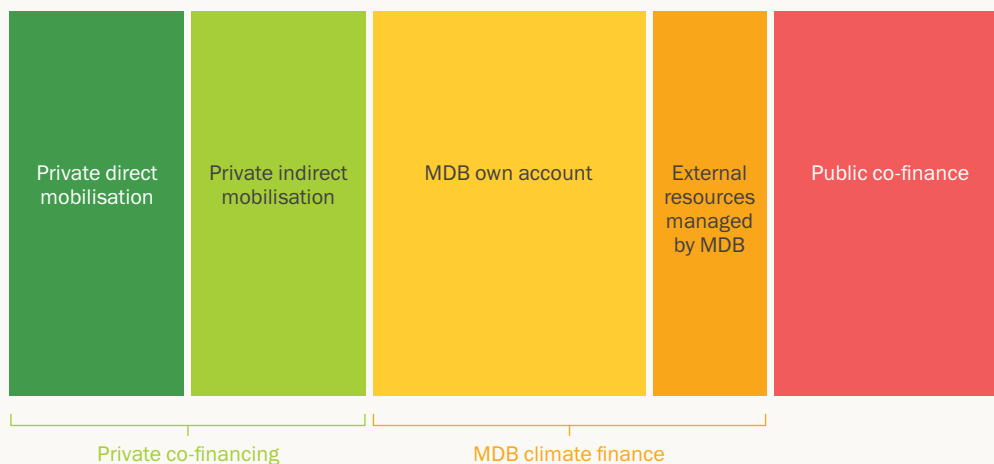 Private direct
mobilisation
Private indirect
mobilisation
MDB own account
External
resources
managed
by MDB
Public co-finance
Private co-financing
MDB climate finance